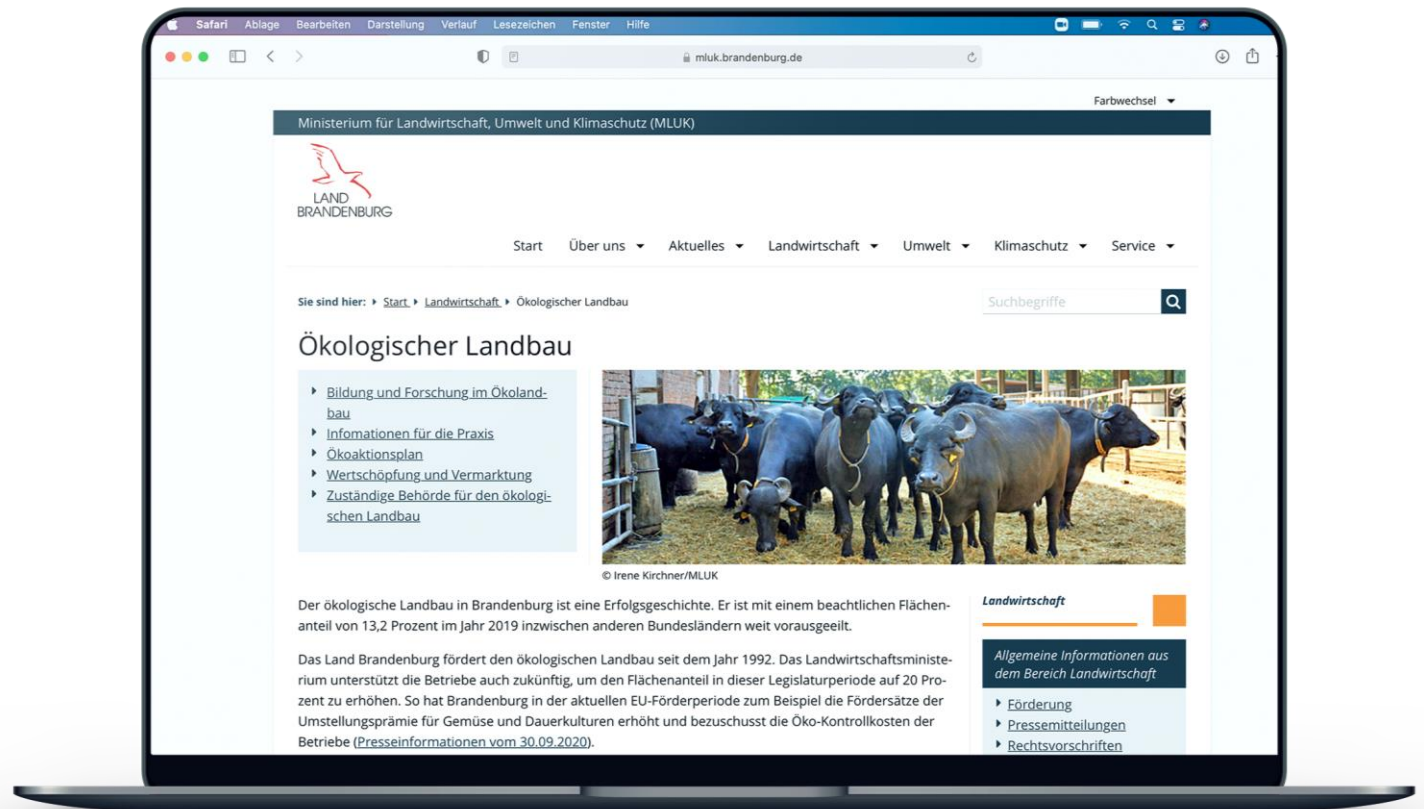 Safari Ablage Bearbeiten Darstellung Verlauf Lesezeichen Fenster Hilfe
mluk.brandenburg.de
Farbwechsel
Ministerium für Landwirtschaft, Umwelt und Klimaschutz (MLUK)
LAND
BRANDENBURG
Start Über uns Aktuelles Landwirtschaft Umwelt Klimaschutz Service
Sie sind hier: Start Landwirtschaft Ökologischer Landbau
Suchbegriffe
Ökologischer Landbau
Bildung und Forschung im Ökoland-
bau
Infomationen für die Praxis
Ökoaktionsplan
Wertschöpfung und Vermarktung
Zuständige Behörde für den ökologi-
schen Landbau
© Irene Kirchner/MLUK
Der ökologische Landbau in Brandenburg ist eine Erfolgsgeschichte. Er ist mit einem beachtlichen Flächen-
anteil von 13,2 Prozent im Jahr 2019 inzwischen anderen Bundesländern weit vorausgeeilt.
Das Land Brandenburg fördert den ökologischen Landbau seit dem Jahr 1992. Das Landwirtschaftsministe-
rium unterstützt die Betriebe auch zukünftig, um den Flächenanteil in dieser Legislaturperiode auf 20 Pro-
zent zu erhöhen. So hat Brandenburg in der aktuellen EU-Förderperiode zum Beispiel die Fördersätze der
Umstellungsprämie für Gemüse und Dauerkulturen erhöht und bezuschusst die Öko-Kontrollkosten der
Betriebe (Presseinformationen vom 30.09.2020).
Landwirtschaft
Allgemeine Informationen aus
dem Bereich Landwirtschaft
Förderung
Pressemitteilungen
Rechtsvorschriften